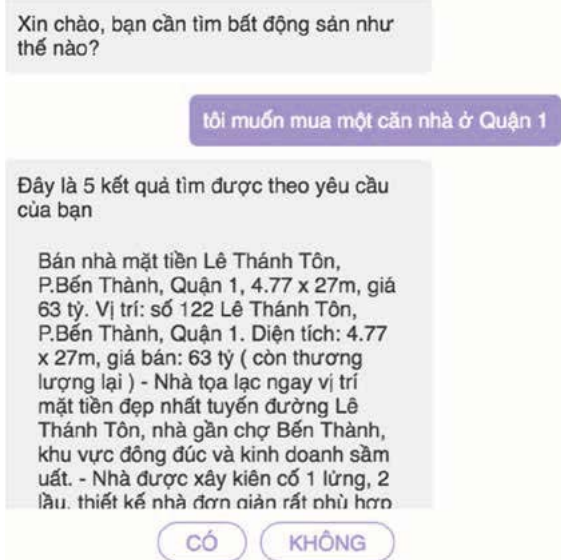 Xin chào, bạn cần tìm bất động sản như
thế nào?
tôi muốn mua một căn nhà ở Quận 1
Đây là 5 kết quả tìm được theo yêu cầu
của bạn
Bán nhà mặt tiền Lê Thánh Tôn,
P.Bến Thành, Quận 1, 4.77 x 27m, giá
63 tỷ. Vị trí: số 122 Lê Thánh Tôn,
P.Bến Thành, Quận 1. Diện tích: 4.77
x 27m, giá bán: 63 tỷ ( còn thương
lượng lại ) - Nhà tọa lạc ngay vị trí
mặt tiền đẹp nhất tuyến đường Lê
Thánh Tôn, nhà gần chợ Bến Thành,
khu vực đông đúc và kinh doanh sầm
uất. - Nhà được xây kiên cố 1 lửng, 2
lầu, thiết kế nhà đơn giản rất phù hợp
CÓ KHÔNG